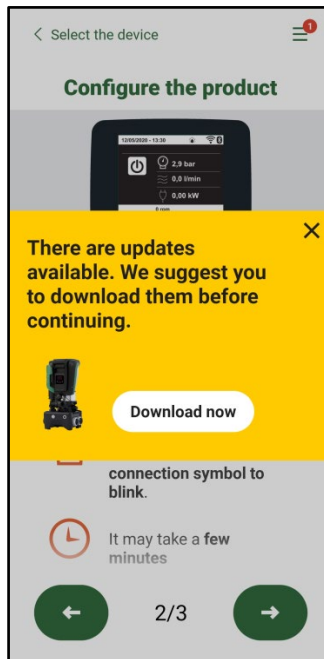 Select the device
1
Configure the product
12/05/2020 - 12:30
2,9 bar
0,0 l/min
0,00 kW
There are updates
available. We suggest you
to download them before
continuing.
Download now
connection symbol to
blink.
It may take a few
minutes
2/3